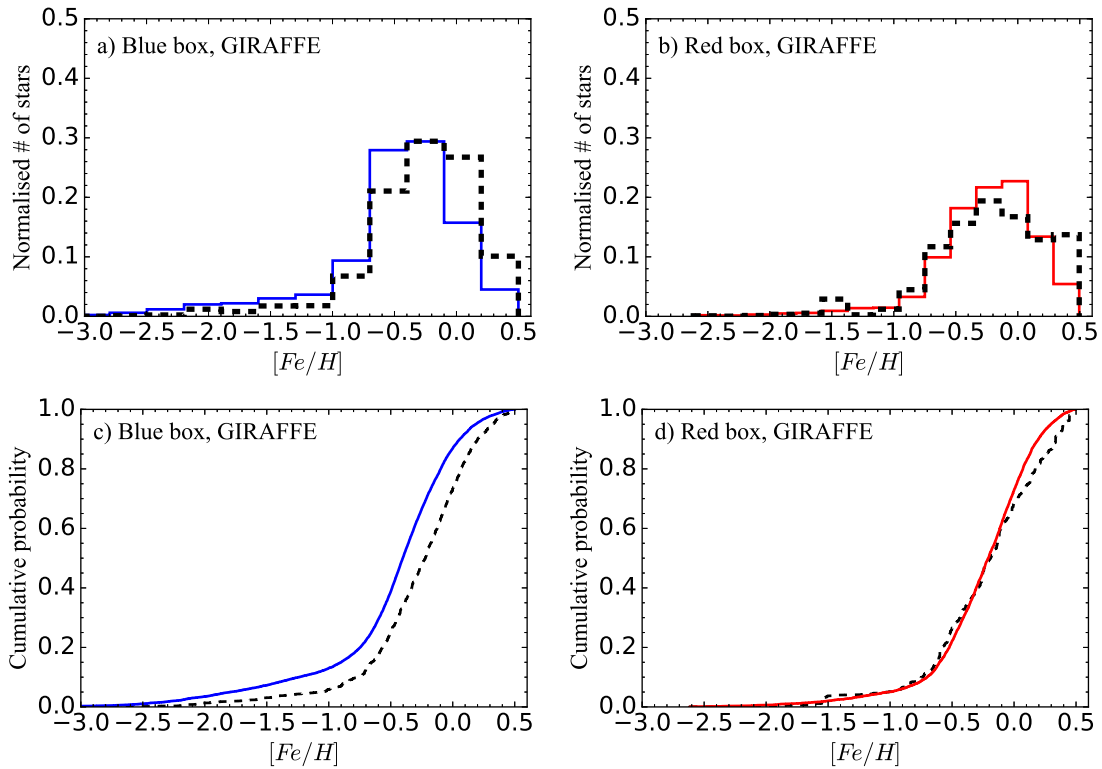 a) Blue box, GIRAFFE
Normalised # of stars
0.5
0.4
0.3
0.2
0.1
0.0
−3.0 −2.5 −2.0 −1.5 −1.0 −0.5 0.0 0.5
[Fe/H]
b) Red box, GIRAFFE
Normalised # of stars
0.5
0.4
0.3
0.2
0.1
0.0
−3.0 −2.5 −2.0 −1.5 −1.0 −0.5 0.0 0.5
[Fe/H]
c) Blue box, GIRAFFE
Cumulative probability
1.0
0.8
0.6
0.4
0.2
0.0
−3.0 −2.5 −2.0 −1.5 −1.0 −0.5 0.0 0.5
[Fe/H]
d) Red box, GIRAFFE
Cumulative probability
1.0
0.8
0.6
0.4
0.2
0.0
−3.0 −2.5 −2.0 −1.5 −1.0 −0.5 0.0 0.5
[Fe/H]